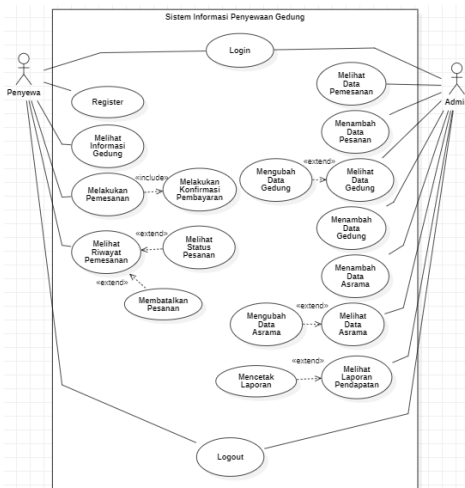 Sistem Informasi Penyewaan Gedung
Login
Penyewa
Admi
Register
Melihat
Data
Pemesanan
Melihat
Informasi
Gedung
Menambah
Data
Pesanan
Melakukan
Pemesanan
«include»
Melakukan
Konfirmasi
Pembayaran
Mengubah
Data
Gedung
«extend»
Melihat
Data
Gedung
Melihat
Riwayat
Pemesanan
«extend»
Melihat
Status
Pesanan
Menambah
Data
Gedung
«extend»
Membatalkan
Pesanan
Menambah
Data
Asrama
Mengubah
Data
Asrama
«extend»
Melihat
Data
Asrama
Mencetak
Laporan
«extend»
Melihat
Laporan
Pendapatan
Logout